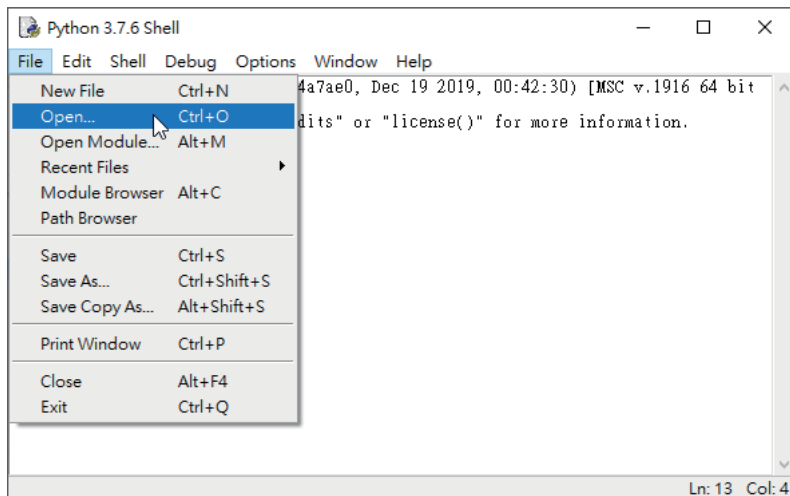 Python 3.7.6 Shell
File Edit Shell Debug Options Window Help
4a7ae0, Dec 19 2019, 00:42:30) [MSC v.1916 64 bit
dits" or "license()" for more information.
New File Ctrl+N
Open... Ctrl+O
Open Module... Alt+M
Recent Files
Module Browser Alt+C
Path Browser
Save Ctrl+S
Save As... Ctrl+Shift+S
Save Copy As... Alt+Shift+S
Print Window Ctrl+P
Close Alt+F4
Exit Ctrl+Q
Ln: 13 Col: 4